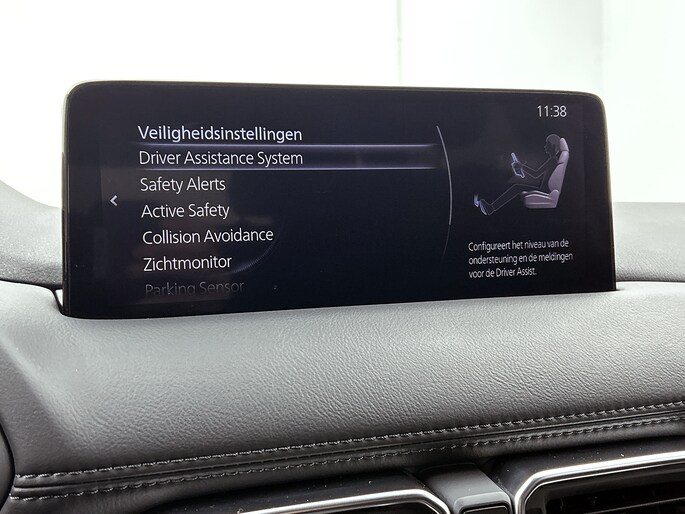 11:38
Veiligheidsinstellingen
Driver Assistance System
Safety Alerts
Active Safety
Collision Avoidance
Zichtmonitor
Parking Sensor
Configureert het niveau van de
ondersteuning en de meldingen
voor de Driver Assist.